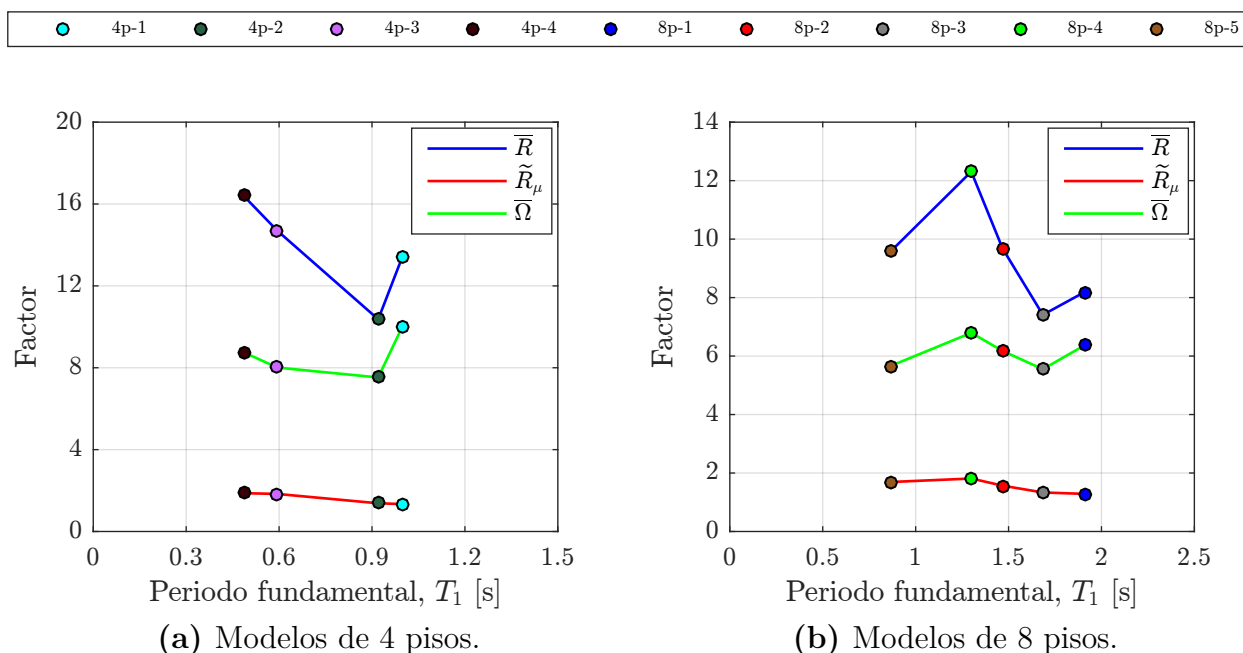 4p-1 4p-2 4p-3 4p-4 8p-1 8p-2 8p-3 8p-4 8p-5
20
16
12
8
4
0
Factor
0 0.3 0.6 0.9 1.2 1.5
Periodo fundamental, T₁ [s]
R̅
R̃μ
Ω̅
(a) Modelos de 4 pisos.
14
12
10
8
6
4
2
0
Factor
0 0.5 1 1.5 2 2.5
Periodo fundamental, T₁ [s]
R̅
R̃μ
Ω̅
(b) Modelos de 8 pisos.